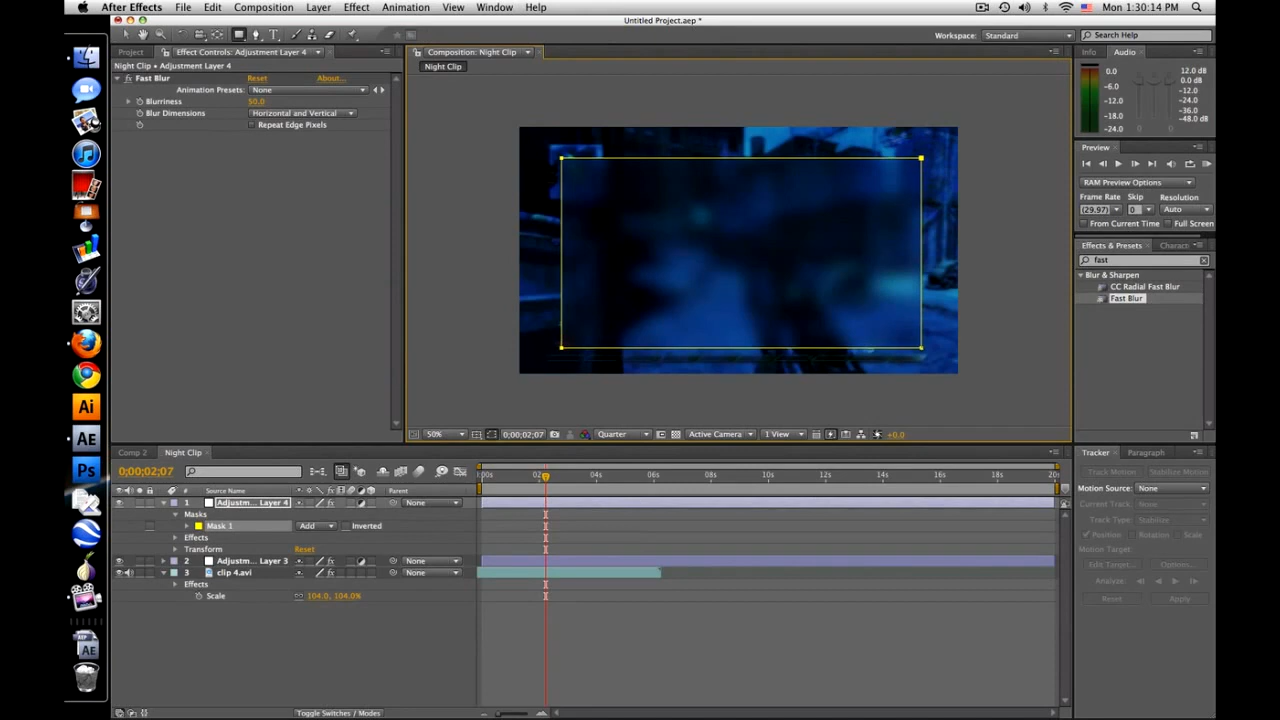 After Effects File Edit Composition Layer Effect Animation View Window Help Mon 1:30:14 PM
Untitled Project.aep *
Workspace: Standard Search Help
Project Effect Controls: Adjustment Layer 4 Composition: Night Clip Info Audio
Night Clip • Adjustment Layer 4 Night Clip
Fast Blur Reset About...
Animation Presets: None
Blurriness 50.0
Blur Dimensions Horizontal and Vertical
Repeat Edge Pixels
0.0 12.0 dB
-6.0 0.0 dB
-12.0 -12.0
-18.0 -24.0
-24.0 -36.0
-48.0 dB
Preview
RAM Preview Options
Frame Rate Skip Resolution
(29.97) 0 Auto
From Current Time Full Screen
Effects & Presets Charact
fast
Blur & Sharpen
CC Radial Fast Blur
Fast Blur
50% 0;00;02;07 Quarter Active Camera 1 View +0.0
Comp 2 Night Clip Tracker Paragraph
0;00;02;07 :00s 02 04s 06s 08s 10s 12s 14s 16s 18s 20s
# Source Name Parent
1 Adjustm... Layer 4 None
Masks
Mask 1 Add Inverted
Effects
Transform Reset
2 Adjustm... Layer 3 None
3 clip 4.avi None
Effects
Scale 104.0, 104.0%
Track Motion Stabilize Motion
Motion Source: None
Current Track: None
Track Type: Stabilize
Position Rotation Scale
Motion Target:
Edit Target... Options...
Analyze:
Reset Apply
Toggle Switches / Modes
Ai
AE
Ps
AE